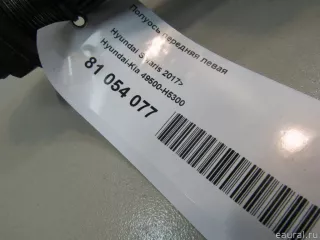 Полуось передняя левая
Hyundai Solaris 2017>
Hyundai-Kia 49500-H5300
81 054 077
eaural.ru